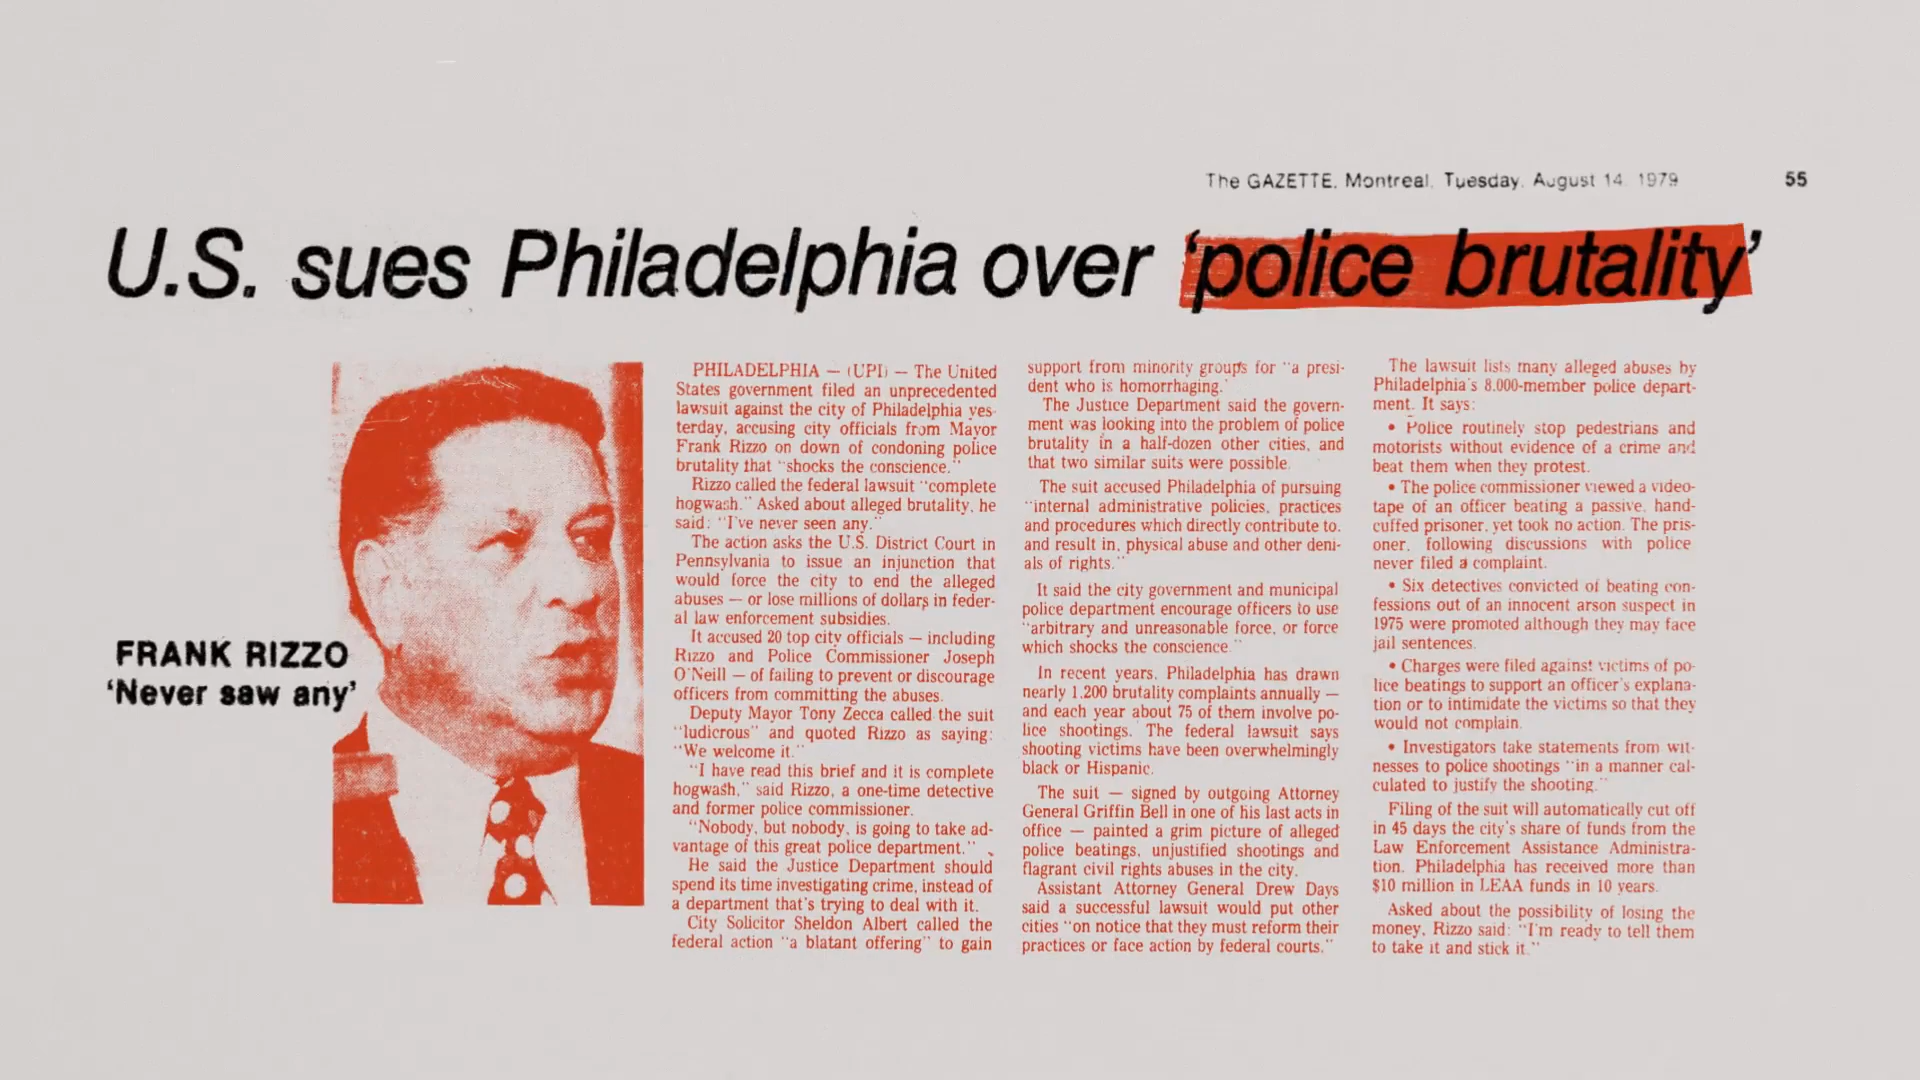 The GAZETTE, Montreal, Tuesday, August 14, 1979 55
U.S. sues Philadelphia over ‘police brutality’
FRANK RIZZO
‘Never saw any’
PHILADELPHIA — (UPI) — The United
States government filed an unprecedented
lawsuit against the city of Philadelphia yes-
terday, accusing city officials from Mayor
Frank Rizzo on down of condoning police
brutality that “shocks the conscience.”
Rizzo called the federal lawsuit “complete
hogwash.” Asked about alleged brutality, he
said: “I've never seen any.”
The action asks the U.S. District Court in
Pennsylvania to issue an injunction that
would force the city to end the alleged
abuses — or lose millions of dollars in feder-
al law enforcement subsidies.
It accused 20 top city officials — including
Rizzo and Police Commissioner Joseph
O'Neill — of failing to prevent or discourage
officers from committing the abuses.
Deputy Mayor Tony Zecca called the suit
“ludicrous” and quoted Rizzo as saying:
“We welcome it.”
“I have read this brief and it is complete
hogwash,” said Rizzo, a one-time detective
and former police commissioner.
“Nobody, but nobody, is going to take ad-
vantage of this great police department.”
He said the Justice Department should
spend its time investigating crime, instead of
a department that's trying to deal with it.
City Solicitor Sheldon Albert called the
federal action “a blatant offering” to gain
support from minority groups for “a presi-
dent who is homorrhaging.”
The Justice Department said the govern-
ment was looking into the problem of police
brutality in a half-dozen other cities, and
that two similar suits were possible.
The suit accused Philadelphia of pursuing
“internal administrative policies, practices
and procedures which directly contribute to,
and result in, physical abuse and other deni-
als of rights.”
It said the city government and municipal
police department encourage officers to use
“arbitrary and unreasonable force, or force
which shocks the conscience.”
In recent years, Philadelphia has drawn
nearly 1,200 brutality complaints annually —
and each year about 75 of them involve po-
lice shootings. The federal lawsuit says
shooting victims have been overwhelmingly
black or Hispanic.
The suit — signed by outgoing Attorney
General Griffin Bell in one of his last acts in
office — painted a grim picture of alleged
police beatings, unjustified shootings and
flagrant civil rights abuses in the city.
Assistant Attorney General Drew Days
said a successful lawsuit would put other
cities “on notice that they must reform their
practices or face action by federal courts.”
The lawsuit lists many alleged abuses by
Philadelphia's 8,000-member police depart-
ment. It says:
• Police routinely stop pedestrians and
motorists without evidence of a crime and
beat them when they protest.
• The police commissioner viewed a video-
tape of an officer beating a passive, hand-
cuffed prisoner, yet took no action. The pris-
oner, following discussions with police
never filed a complaint.
• Six detectives convicted of beating con-
fessions out of an innocent arson suspect in
1975 were promoted although they may face
jail sentences.
• Charges were filed against victims of po-
lice beatings to support an officer's explana-
tion or to intimidate the victims so that they
would not complain.
• Investigators take statements from wit-
nesses to police shootings “in a manner cal-
culated to justify the shooting.”
Filing of the suit will automatically cut off
in 45 days the city's share of funds from the
Law Enforcement Assistance Administra-
tion. Philadelphia has received more than
$10 million in LEAA funds in 10 years.
Asked about the possibility of losing the
money, Rizzo said: “I'm ready to tell them
to take it and stick it.”